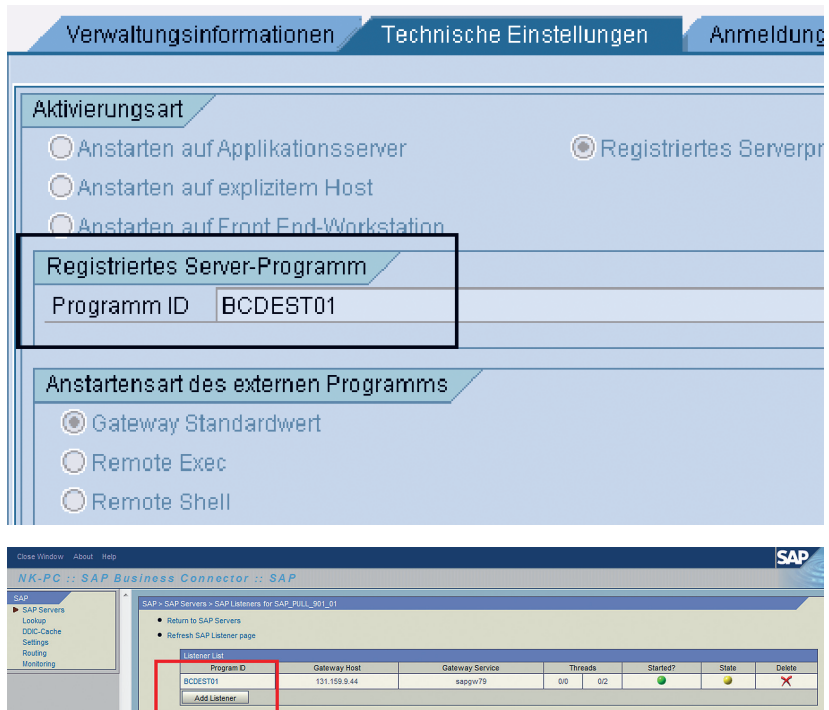 Verwaltungsinformationen Technische Einstellungen Anmeldung
Aktivierungsart
Anstarten auf Applikationsserver Registriertes Serverpr
Anstarten auf explizitem Host
Anstarten auf Front End-Workstation
Registriertes Server-Programm
Programm ID BCDEST01
Anstartensart des externen Programms
Gateway Standardwert
Remote Exec
Remote Shell
Close Window About Help
SAP
NK-PC :: SAP Business Connector :: SAP
SAP
SAP Servers
Lookup
DDIC-Cache
Settings
Routing
Monitoring
SAP > SAP Servers > SAP Listeners for SAP_PULL_901_01
Return to SAP Servers
Refresh SAP Listener page
Listener List
Program ID Gateway Host Gateway Service Threads Started? State Delete
BCDEST01 131.159.9.44 sapgw79 0/0 0/2
Add Listener